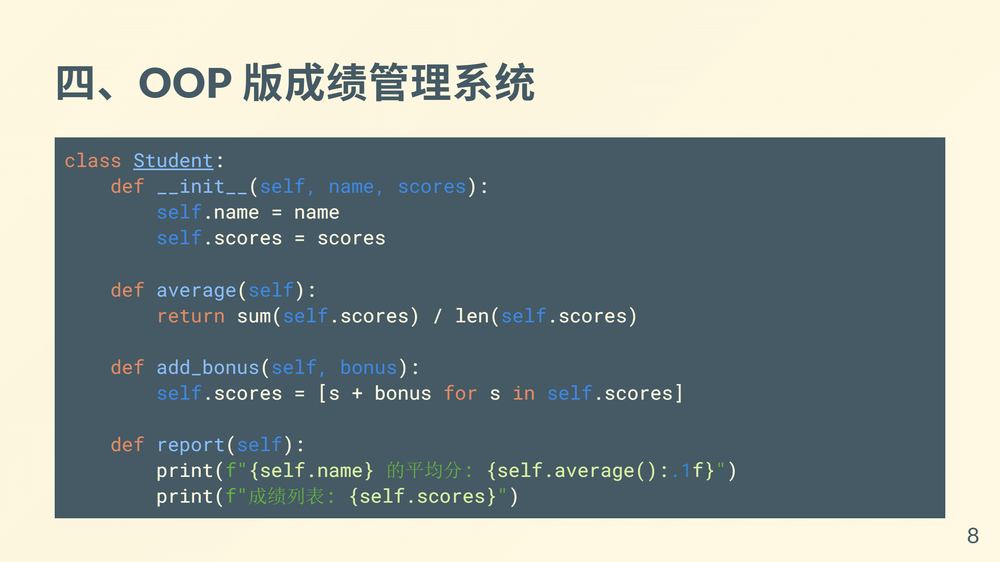 四、OOP 版成绩管理系统
class Student:
    def __init__(self, name, scores):
        self.name = name
        self.scores = scores
    def average(self):
        return sum(self.scores) / len(self.scores)
    def add_bonus(self, bonus):
        self.scores = [s + bonus for s in self.scores]
    def report(self):
        print(f"{self.name} 的平均分: {self.average():.1f}")
        print(f"成绩列表: {self.scores}")
8